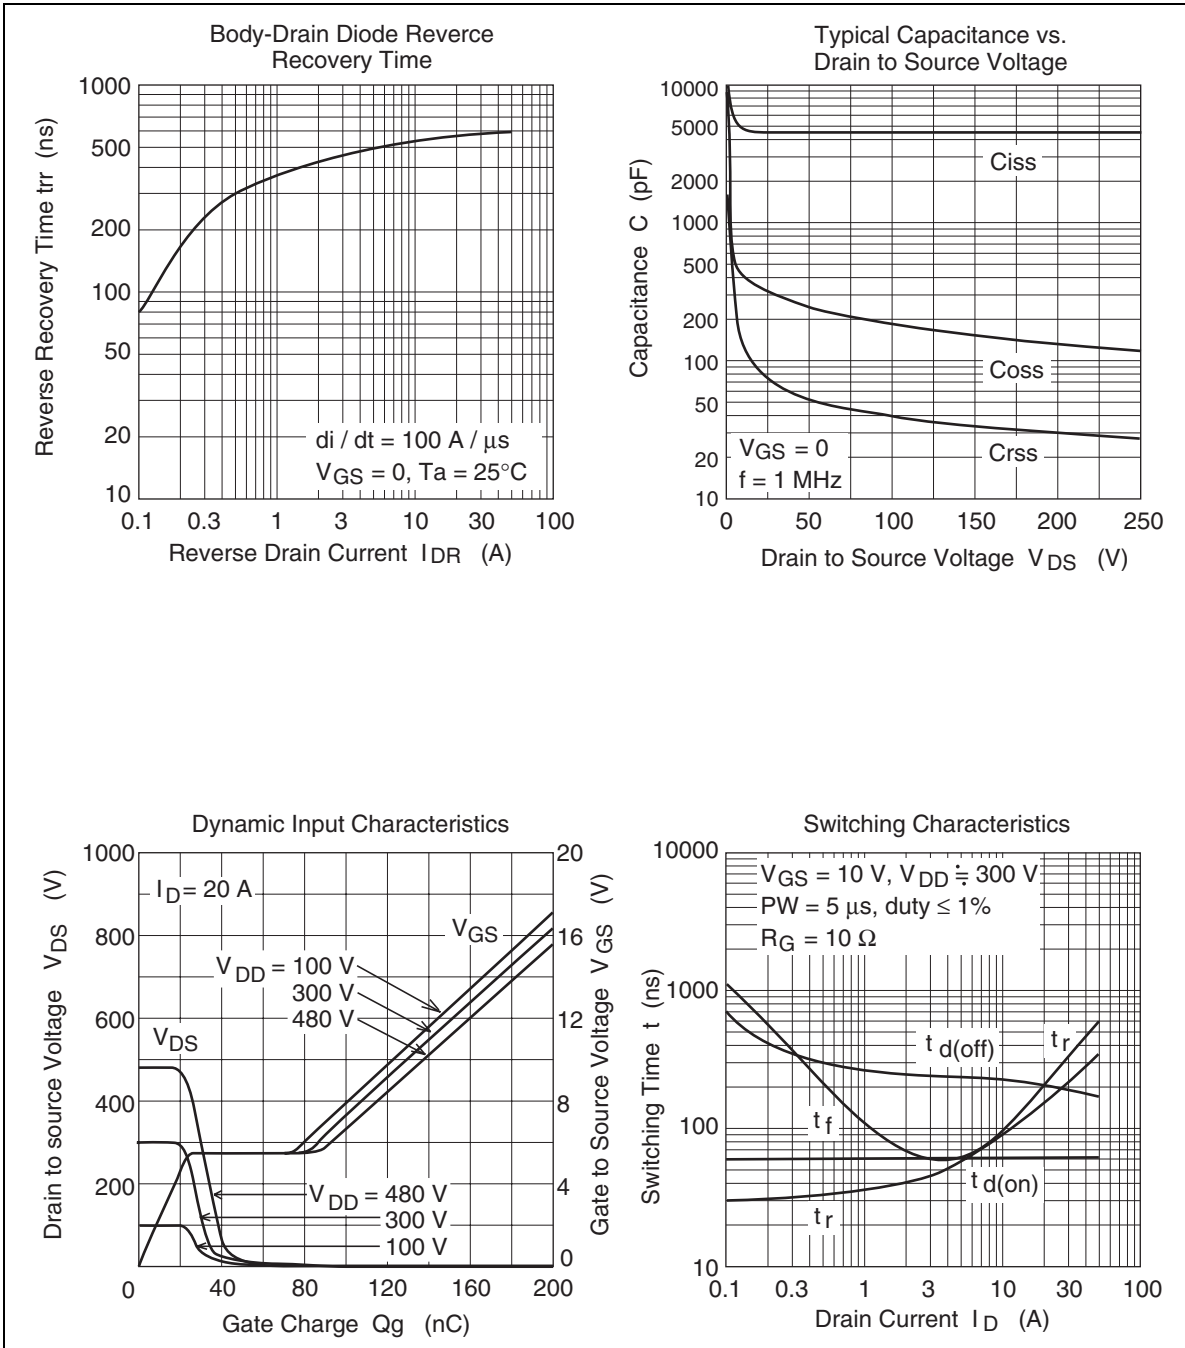 Body-Drain Diode Reverce
Recovery Time
1000
500
200
100
50
20
10
Reverse Recovery Time trr (ns)
di / dt = 100 A / µs
VGS = 0, Ta = 25°C
0.1 0.3 1 3 10 30 100
Reverse Drain Current IDR (A)
Typical Capacitance vs.
Drain to Source Voltage
10000
5000
2000
1000
500
200
100
50
20
10
Capacitance C (pF)
Ciss
Coss
Crss
VGS = 0
f = 1 MHz
0 50 100 150 200 250
Drain to Source Voltage VDS (V)
Dynamic Input Characteristics
1000
800
600
400
200
0
Drain to source Voltage VDS (V)
ID = 20 A
VGS
VDD = 100 V
300 V
480 V
VDS
VDD = 480 V
300 V
100 V
20
16
12
8
4
0
Gate to Source Voltage VGS (V)
40 80 120 160 200
Gate Charge Qg (nC)
Switching Characteristics
10000
1000
100
10
Switching Time t (ns)
VGS = 10 V, VDD ≒ 300 V
PW = 5 µs, duty ≤ 1%
RG = 10 Ω
td(off)
tr
tf
td(on)
tr
0.1 0.3 1 3 10 30 100
Drain Current ID (A)